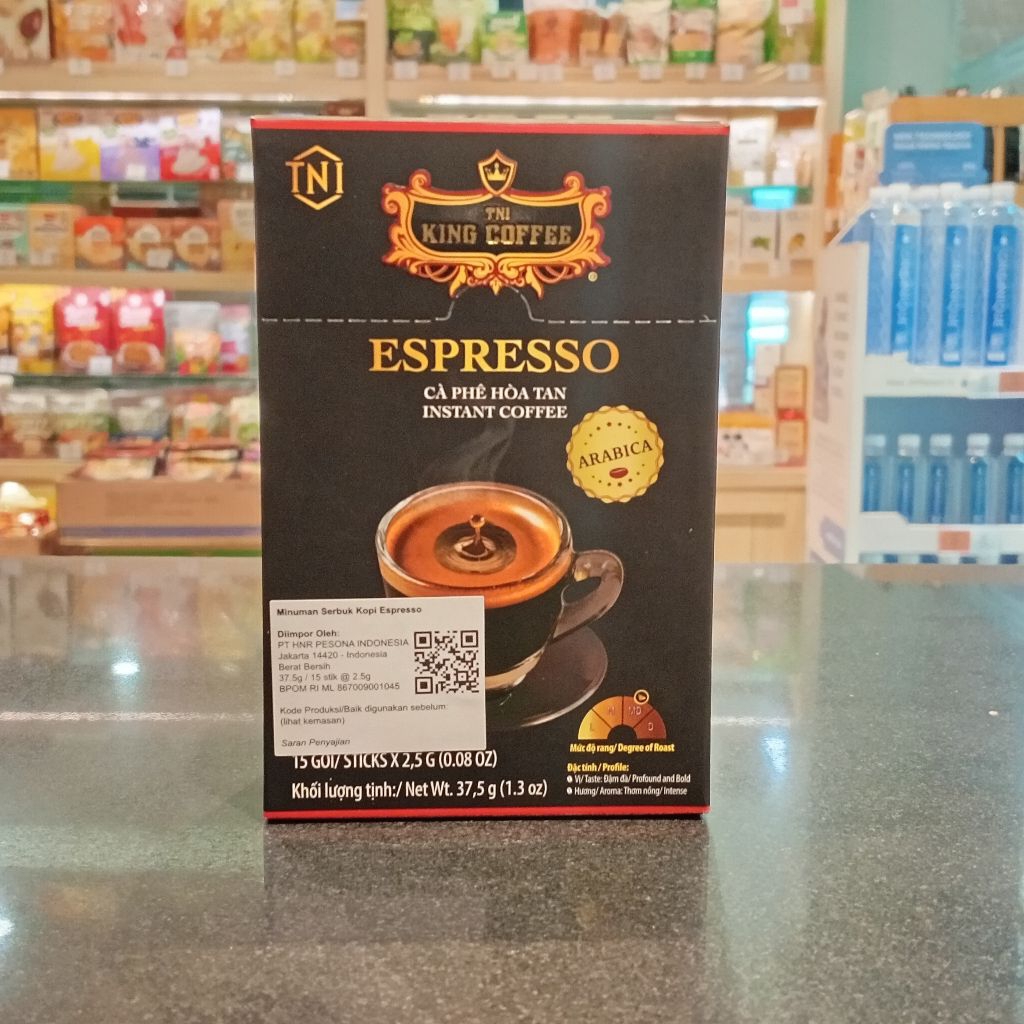 TNI
TNI
KING COFFEE
ESPRESSO
CÀ PHÊ HÒA TAN
INSTANT COFFEE
ARABICA
Minuman Serbuk Kopi Espresso
Diimpor Oleh:
PT HNR PESONA INDONESIA
Jakarta 14420 - Indonesia
Berat Bersih
37.5g / 15 stik @ 2.5g
BPOM RI ML 867009001045
Kode Produksi/Baik digunakan sebelum:
(lihat kemasan)
Saran Penyajian
L M MD D
Mức độ rang/ Degree of Roast
15 GÓI/ STICKS X 2,5 G (0.08 OZ)
Khối lượng tịnh:/ Net Wt. 37,5 g (1.3 oz)
Đặc tính / Profile:
Vị/ Taste: Đậm đà/ Profound and Bold
Hương/ Aroma: Thơm nồng/ Intense